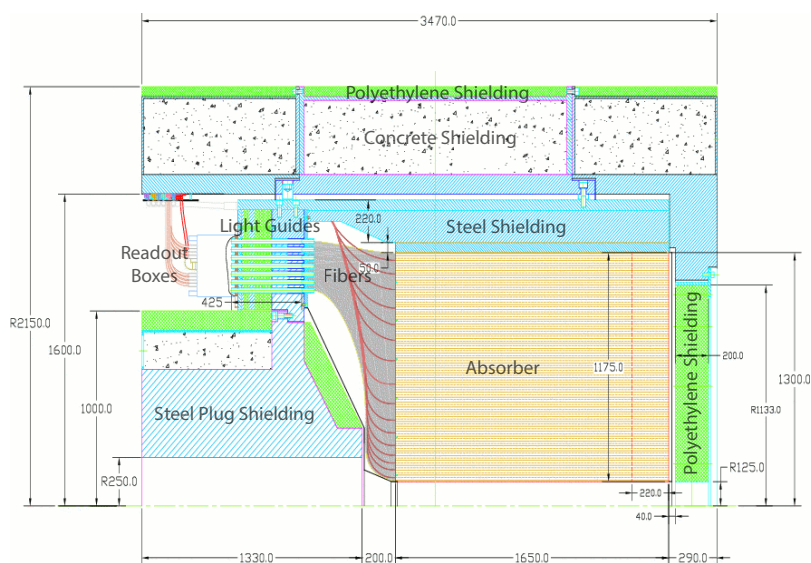 3470.0
Polyethylene Shielding
Concrete Shielding
220.0
Light Guides
Steel Shielding
Readout
Boxes
Fibers
50.0
425
R2150.0
1600.0
1000.0
Absorber
1175.0
Polyethylene Shielding
200.0
1300.0
R1133.0
Steel Plug Shielding
R250.0
R125.0
220.0
40.0
1330.0
200.0
1650.0
290.0